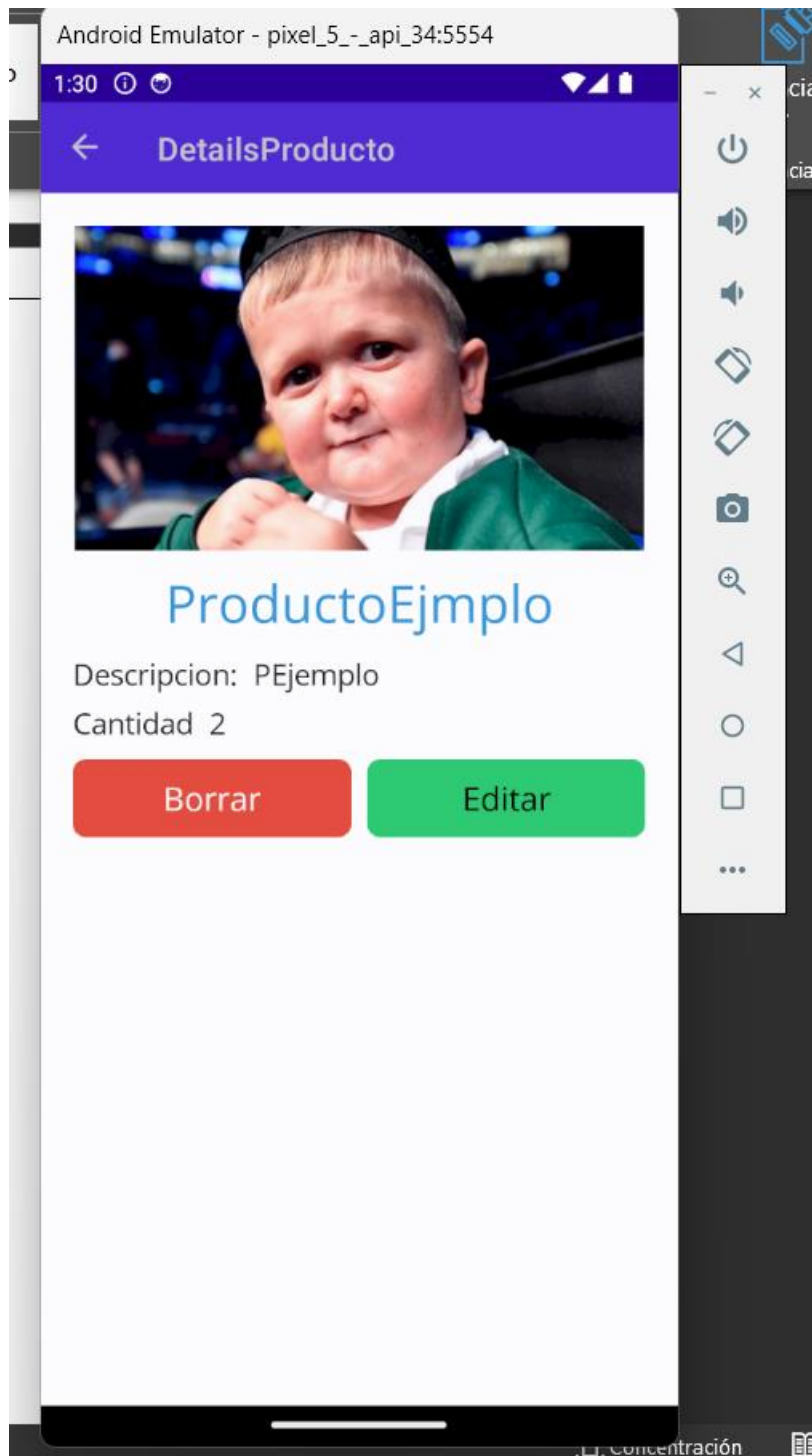 Android Emulator - pixel_5_-_api_34:5554
1:30
DetailsProducto
ProductoEjmplo
Descripcion: PEjemplo
Cantidad 2
Borrar
Editar
Concentración